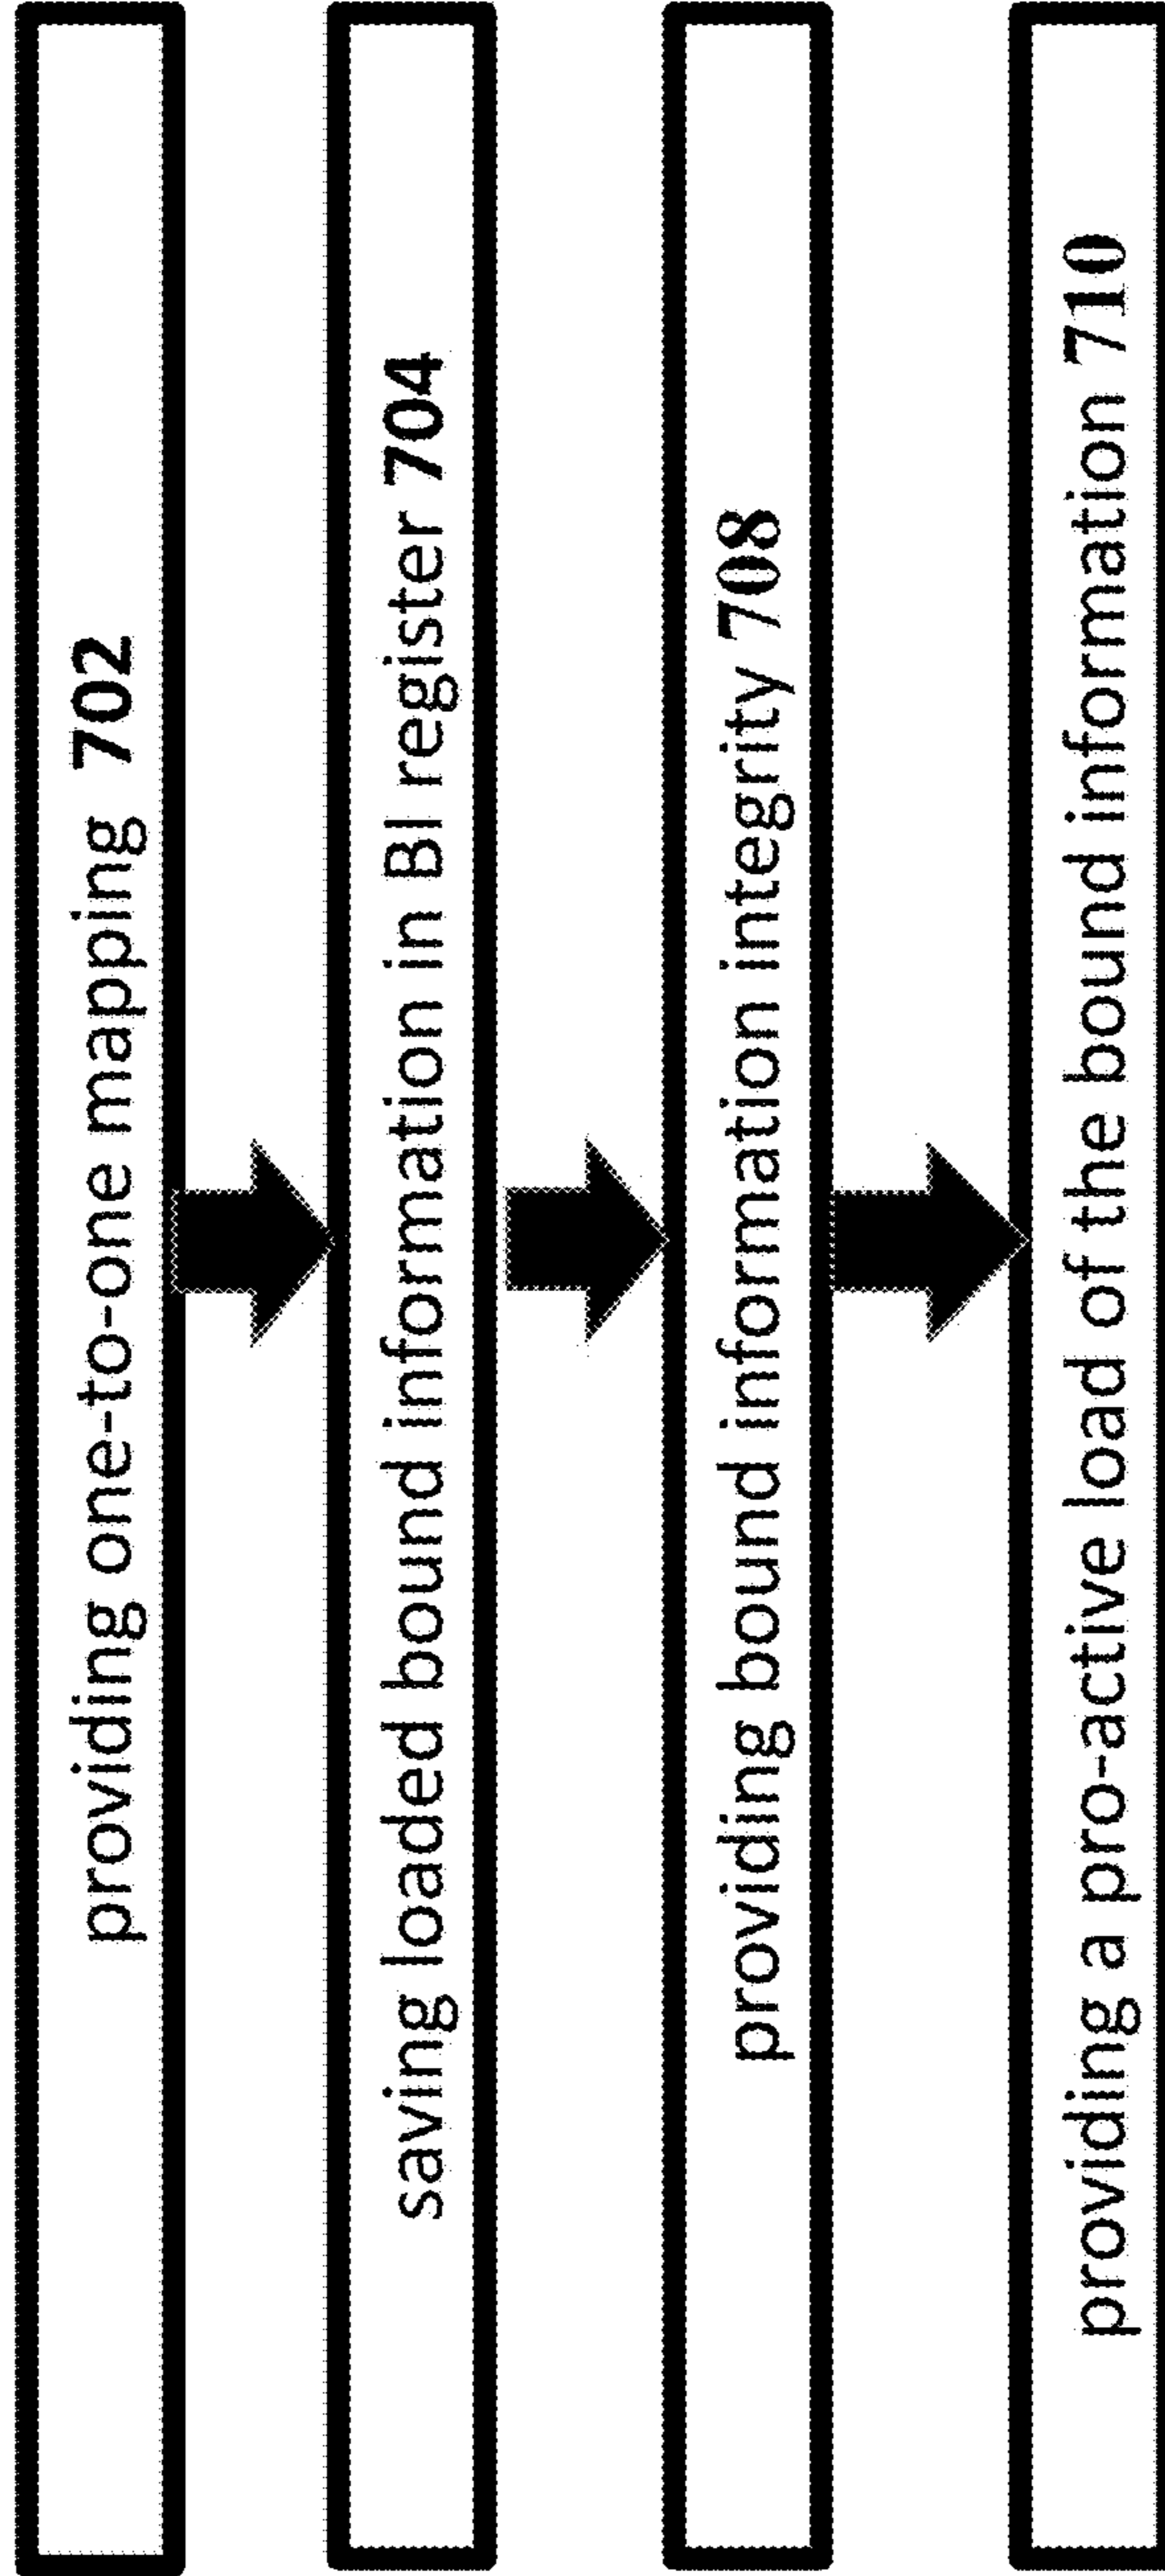 providing one-to-one mapping 702
saving loaded bound information in BI register 704
providing bound information integrity 708
providing a pro-active load of the bound information 710